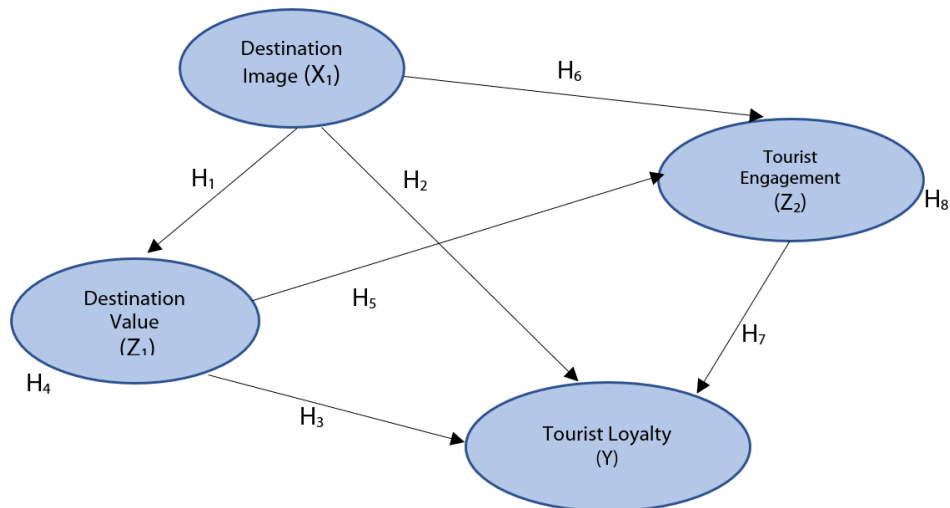 Destination
Image (X₁)
H₆
Tourist
Engagement
(Z₂)
H₁
H₂
H₈
Destination
Value
(Z₁)
H₅
H₇
H₄
H₃
Tourist Loyalty
(Y)